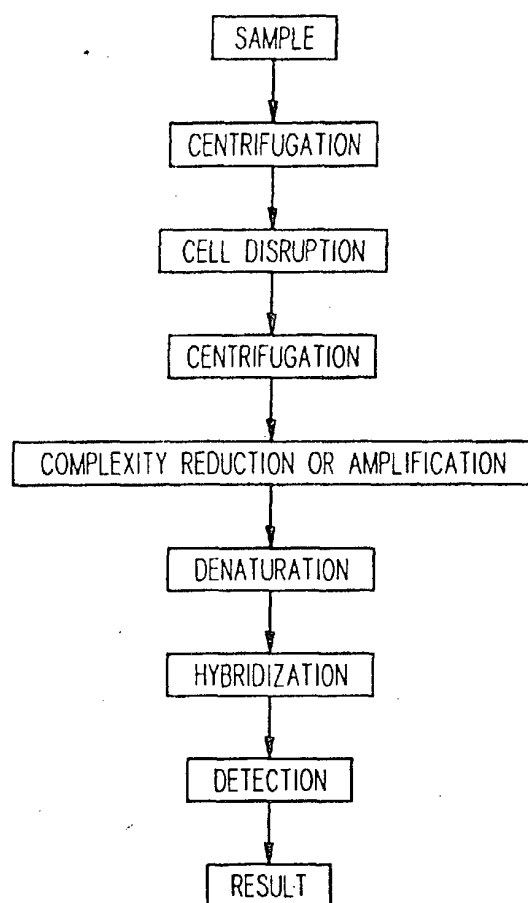 SAMPLE
CENTRIFUGATION
CELL DISRUPTION
CENTRIFUGATION
COMPLEXITY REDUCTION OR AMPLIFICATION
DENATURATION
HYBRIDIZATION
DETECTION
RESULT